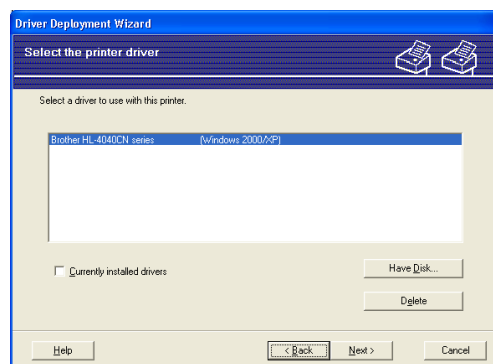 Driver Deployment Wizard
Select the printer driver
Select a driver to use with this printer.
Brother HL-4040CN series (Windows 2000/XP)
Currently installed drivers
Have Disk...
Delete
Help
< Back
Next >
Cancel